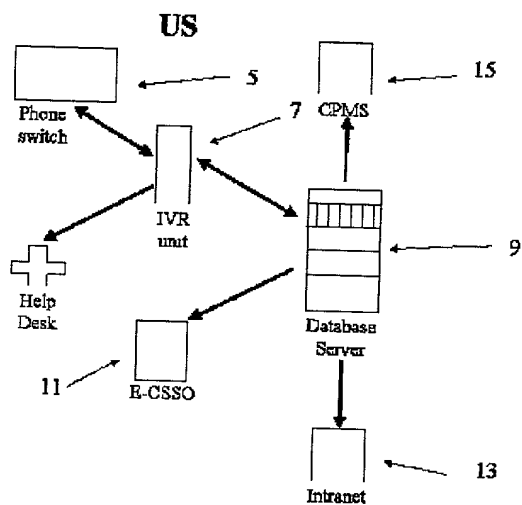 US
5
15
Phone
switch
CPMS
7
IVR
unit
9
Help
Desk
Database
Server
11
E-CSSO
13
Intranet